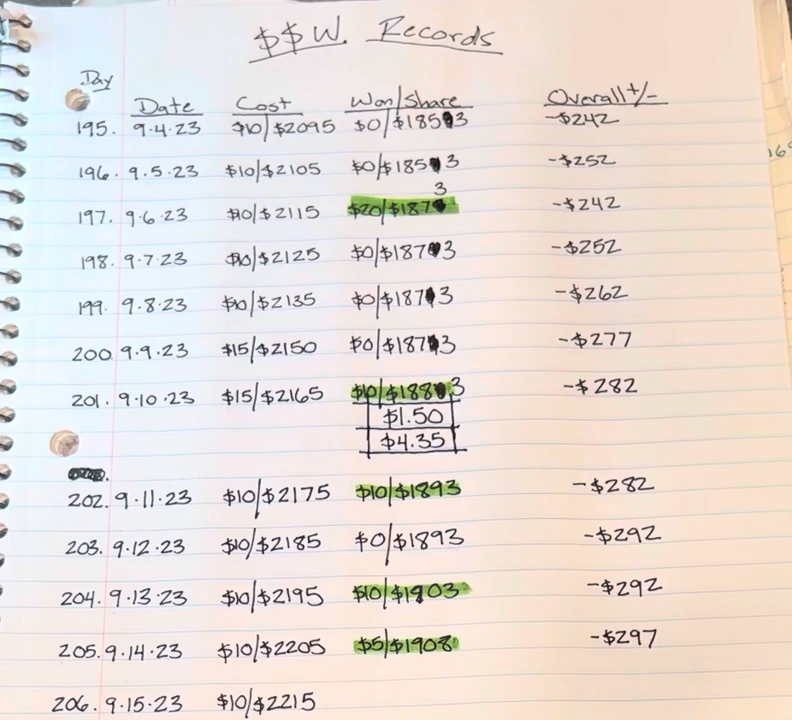 $$W. Records
Day Date Cost Won/Share Overall +/-
195. 9.4.23 $10/$2095 $0/$1853 -$242
196. 9.5.23 $10/$2105 $0/$1853 -$252
197. 9.6.23 $10/$2115 $20/$1873 -$242
198. 9.7.23 $10/$2125 $0/$1873 -$252
199. 9.8.23 $10/$2135 $0/$1873 -$262
200. 9.9.23 $15/$2150 $0/$1873 -$277
201. 9.10.23 $15/$2165 $10/$1883 -$282
$1.50
$4.35
202. 9.11.23 $10/$2175 $10/$1893 -$282
203. 9.12.23 $10/$2185 $0/$1893 -$292
204. 9.13.23 $10/$2195 $10/$1903 -$292
205. 9.14.23 $10/$2205 $5/$1908 -$297
206. 9.15.23 $10/$2215